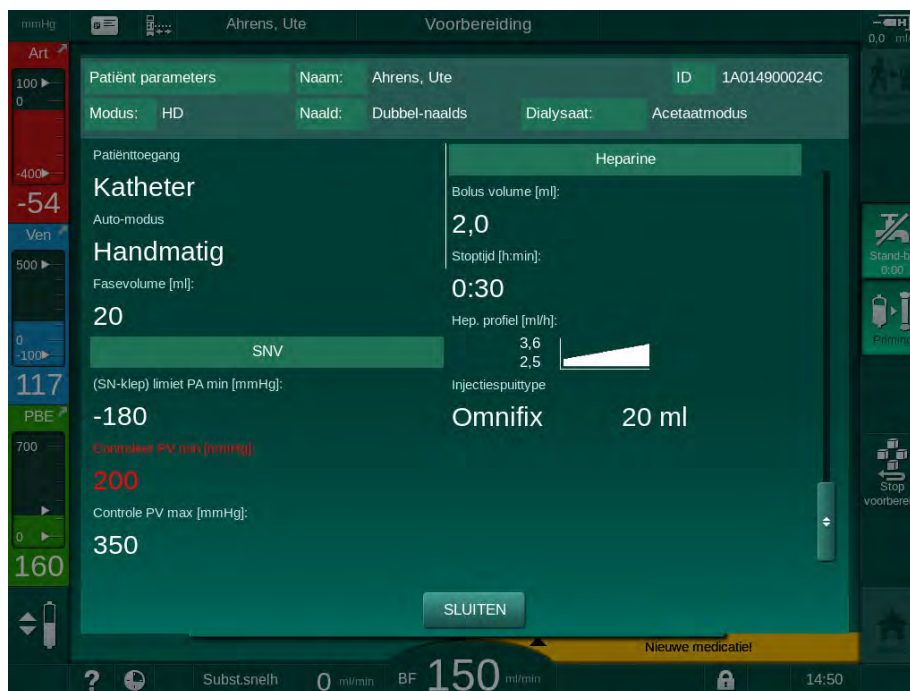 mmHg
Ahrens, Ute
Voorbereiding
0,0
Art
100
0
-400
-54
Ven
500
0
-100
117
PBE
700
0
160
Patiënt parameters
Naam: Ahrens, Ute
ID 1A014900024C
Modus: HD
Naald: Dubbel-naalds
Dialysaat: Acetaatmodus
Patiënttoegang
Katheter
Auto-modus
Handmatig
Fasevolume [ml]:
20
SNV
(SN-klep) limiet PA min [mmHg]:
-180
Controleer PV min [mmHg]:
200
Controle PV max [mmHg]:
350
Heparine
Bolus volume [ml]:
2,0
Stoptijd [h:min]:
0:30
Hep. profiel [ml/h]:
3,6
2,5
Injectiespuittype
Omnifix 20 ml
SLUITEN
Stand-b
0:00
Priming
Stop
voorberei
Nieuwe medicatie!
? Subst.snelh 0 ml/min BF 150 ml/min 14:50